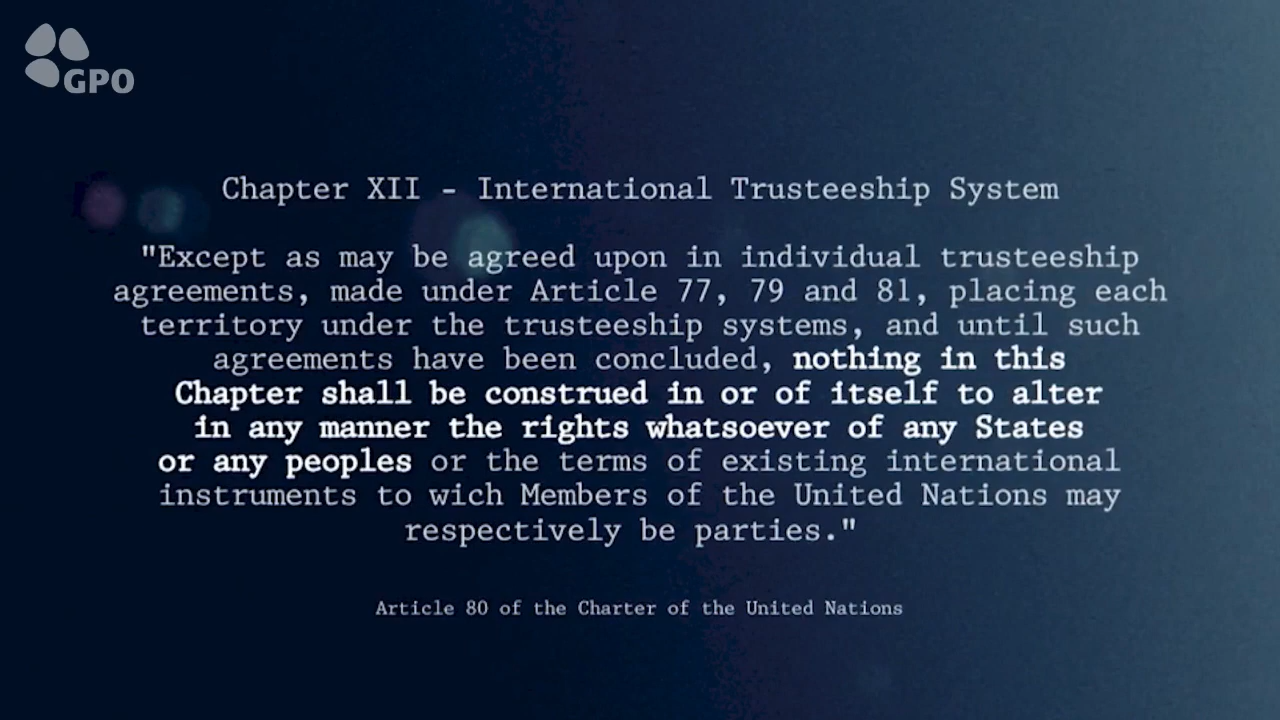 GPO
Chapter XII - International Trusteeship System
"Except as may be agreed upon in individual trusteeship
agreements, made under Article 77, 79 and 81, placing each
territory under the trusteeship systems, and until such
agreements have been concluded, nothing in this
Chapter shall be construed in or of itself to alter
in any manner the rights whatsoever of any States
or any peoples or the terms of existing international
instruments to wich Members of the United Nations may
respectively be parties."
Article 80 of the Charter of the United Nations